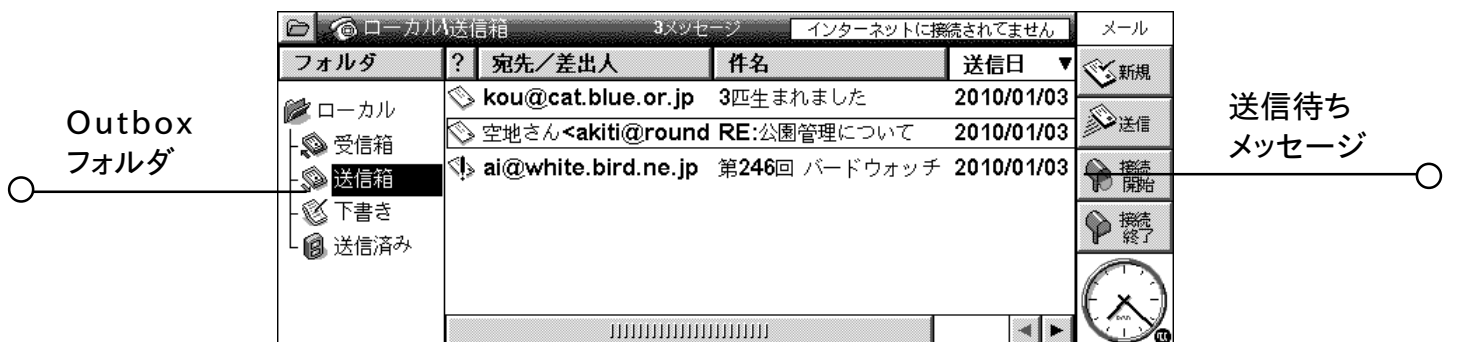 ローカル\送信箱 3メッセージ インターネットに接続されてません メール
フォルダ ? 宛先／差出人 件名 送信日 ▼
新規
ローカル
kou@cat.blue.or.jp 3匹生まれました 2010/01/03
受信箱
空地さん<akiti@round RE:公園管理について 2010/01/03
送信
送信箱
ai@white.bird.ne.jp 第246回 バードウォッチ 2010/01/03
接続
開始
下書き
送信済み
接続
終了
Outbox
フォルダ
送信待ち
メッセージ